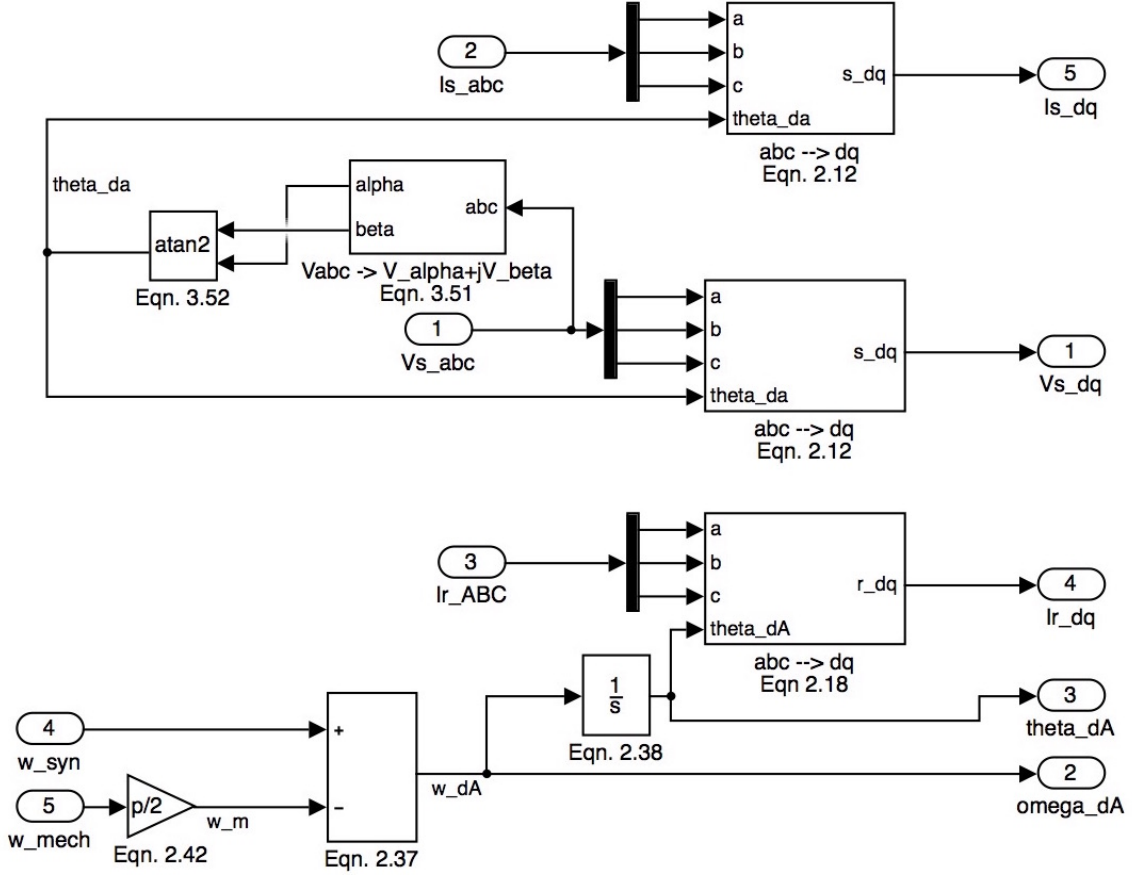 2
Is_abc
a
b
c
theta_da
s_dq
abc --> dq
Eqn. 2.12
5
Is_dq
theta_da
atan2
Eqn. 3.52
alpha
beta
abc
Vabc -> V_alpha+jV_beta
Eqn. 3.51
1
Vs_abc
a
b
c
theta_da
s_dq
abc --> dq
Eqn. 2.12
1
Vs_dq
3
Ir_ABC
a
b
c
theta_dA
r_dq
abc --> dq
Eqn 2.18
4
Ir_dq
1
s
Eqn. 2.38
3
theta_dA
4
w_syn
5
w_mech
p/2
Eqn. 2.42
w_m
+
−
Eqn. 2.37
w_dA
2
omega_dA